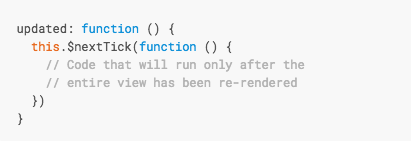 updated: function () {
  this.$nextTick(function () {
    // Code that will run only after the
    // entire view has been re-rendered
  })
}